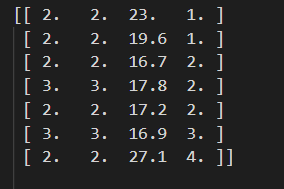 [[ 2. 2. 23. 1. ]
[ 2. 2. 19.6 1. ]
[ 2. 2. 16.7 2. ]
[ 3. 3. 17.8 2. ]
[ 2. 2. 17.2 2. ]
[ 3. 3. 16.9 3. ]
[ 2. 2. 27.1 4. ]]